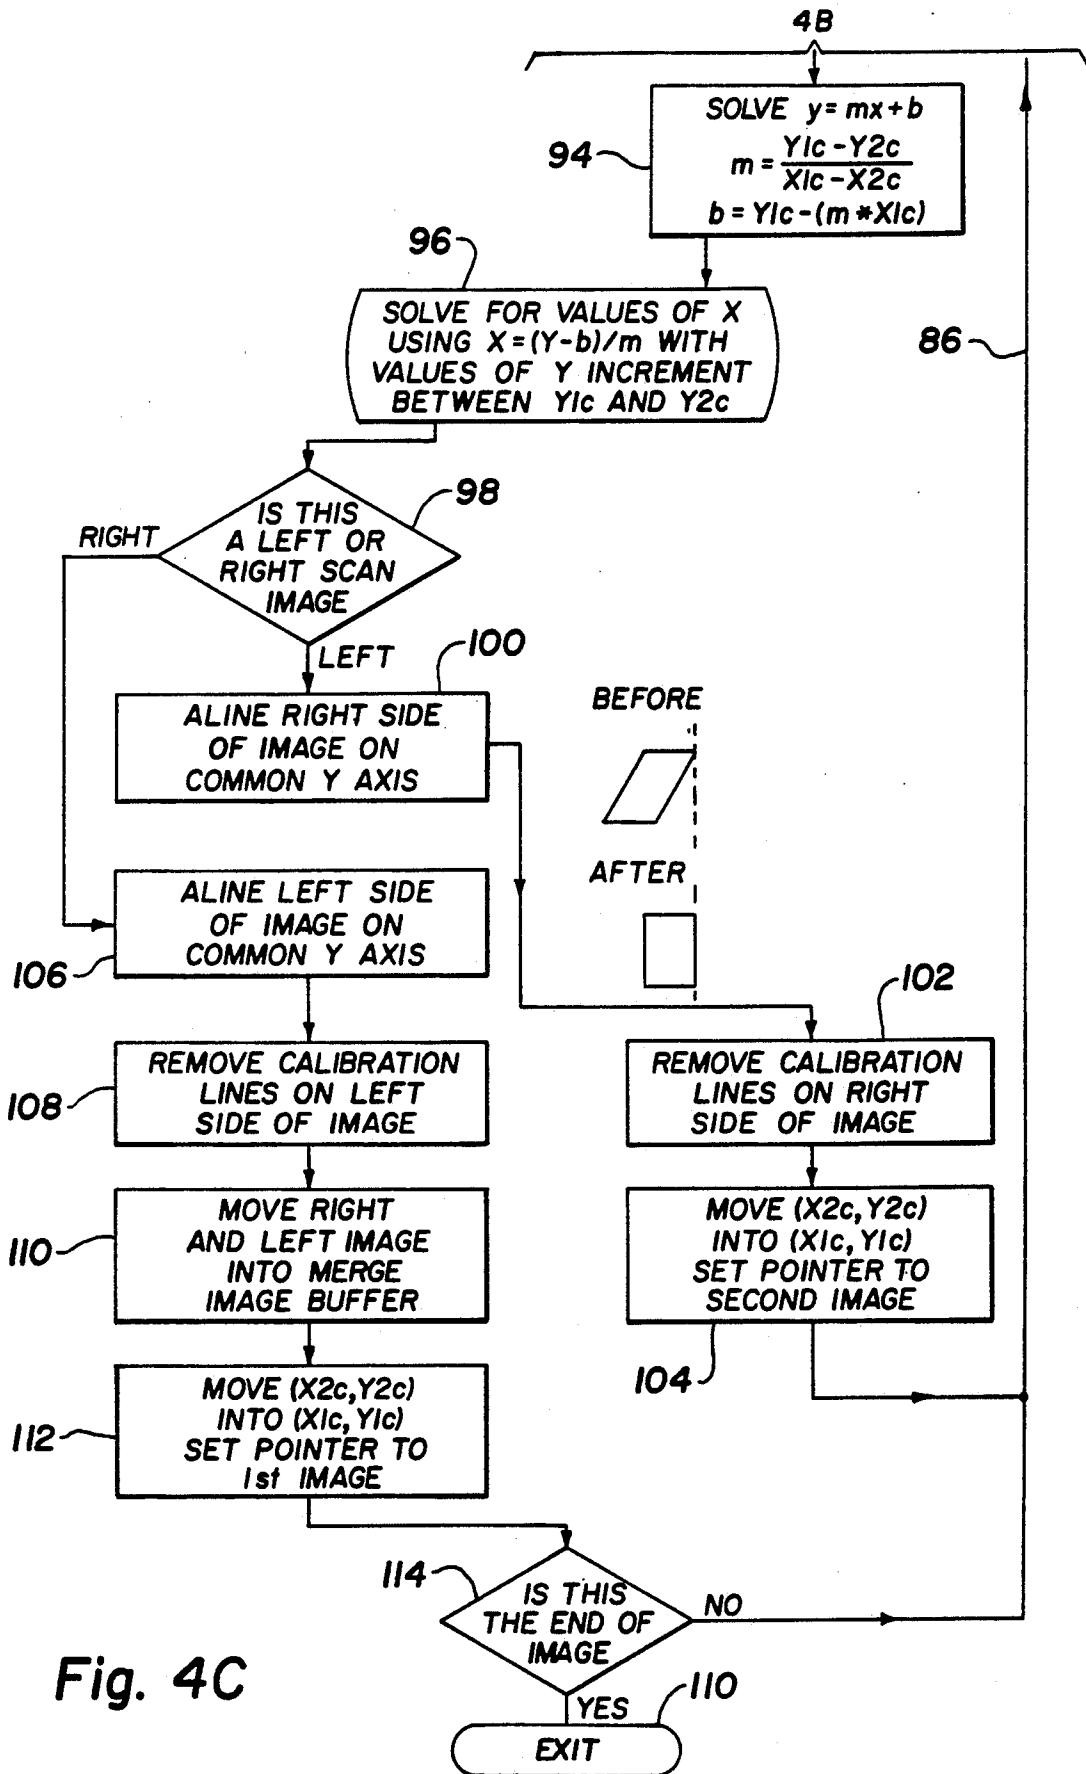 4B
SOLVE y=mx+b
m = Y1c-Y2c
X1c-X2c
b = Y1c-(m*X1c)
94
96
SOLVE FOR VALUES OF X
USING X=(Y-b)/m WITH
VALUES OF Y INCREMENT
BETWEEN Y1c AND Y2c
86
98
IS THIS
A LEFT OR
RIGHT SCAN
IMAGE
RIGHT
LEFT
100
ALINE RIGHT SIDE
OF IMAGE ON
COMMON Y AXIS
BEFORE
AFTER
ALINE LEFT SIDE
OF IMAGE ON
COMMON Y AXIS
106
102
REMOVE CALIBRATION
LINES ON LEFT
SIDE OF IMAGE
108
REMOVE CALIBRATION
LINES ON RIGHT
SIDE OF IMAGE
MOVE RIGHT
AND LEFT IMAGE
INTO MERGE
IMAGE BUFFER
110
MOVE (X2c,Y2c)
INTO (X1c,Y1c)
SET POINTER TO
SECOND IMAGE
104
MOVE (X2c,Y2c)
INTO (X1c,Y1c)
SET POINTER TO
1st IMAGE
112
114
IS THIS
THE END OF
IMAGE
NO
YES
110
EXIT
Fig. 4C